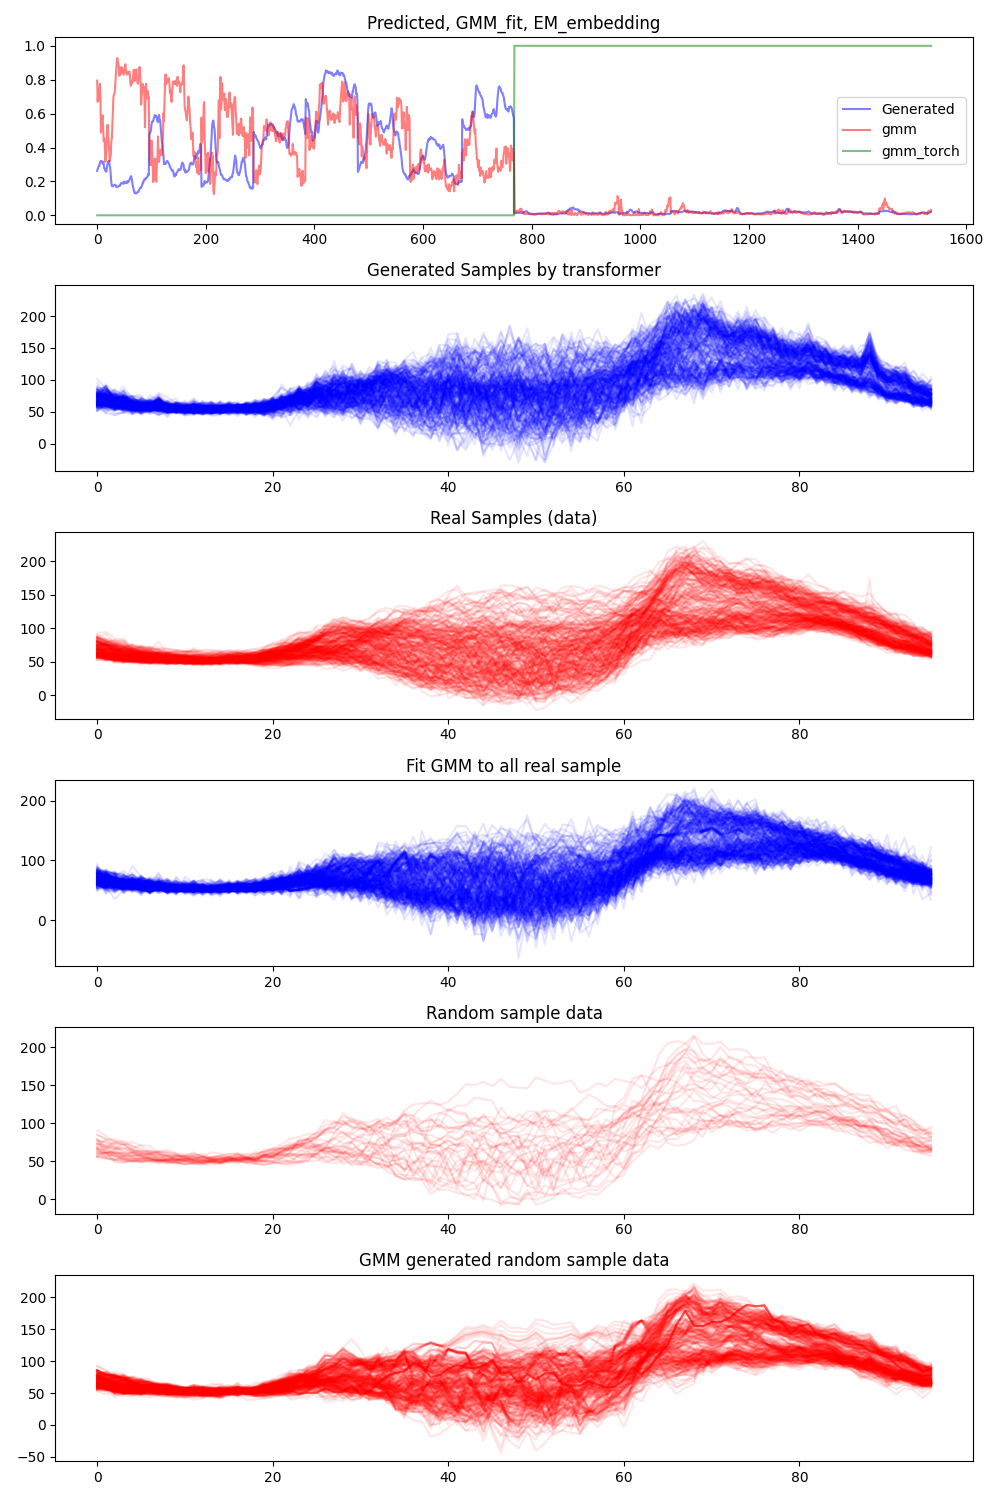 Predicted, GMM_fit, EM_embedding
1.0
0.8
0.6
0.4
0.2
0.0
Generated
gmm
gmm_torch
0 200 400 600 800 1000 1200 1400 1600
Generated Samples by transformer
200
150
100
50
0
0 20 40 60 80
Real Samples (data)
200
150
100
50
0
0 20 40 60 80
Fit GMM to all real sample
200
100
0
0 20 40 60 80
Random sample data
200
150
100
50
0
0 20 40 60 80
GMM generated random sample data
200
150
100
50
0
−50
0 20 40 60 80